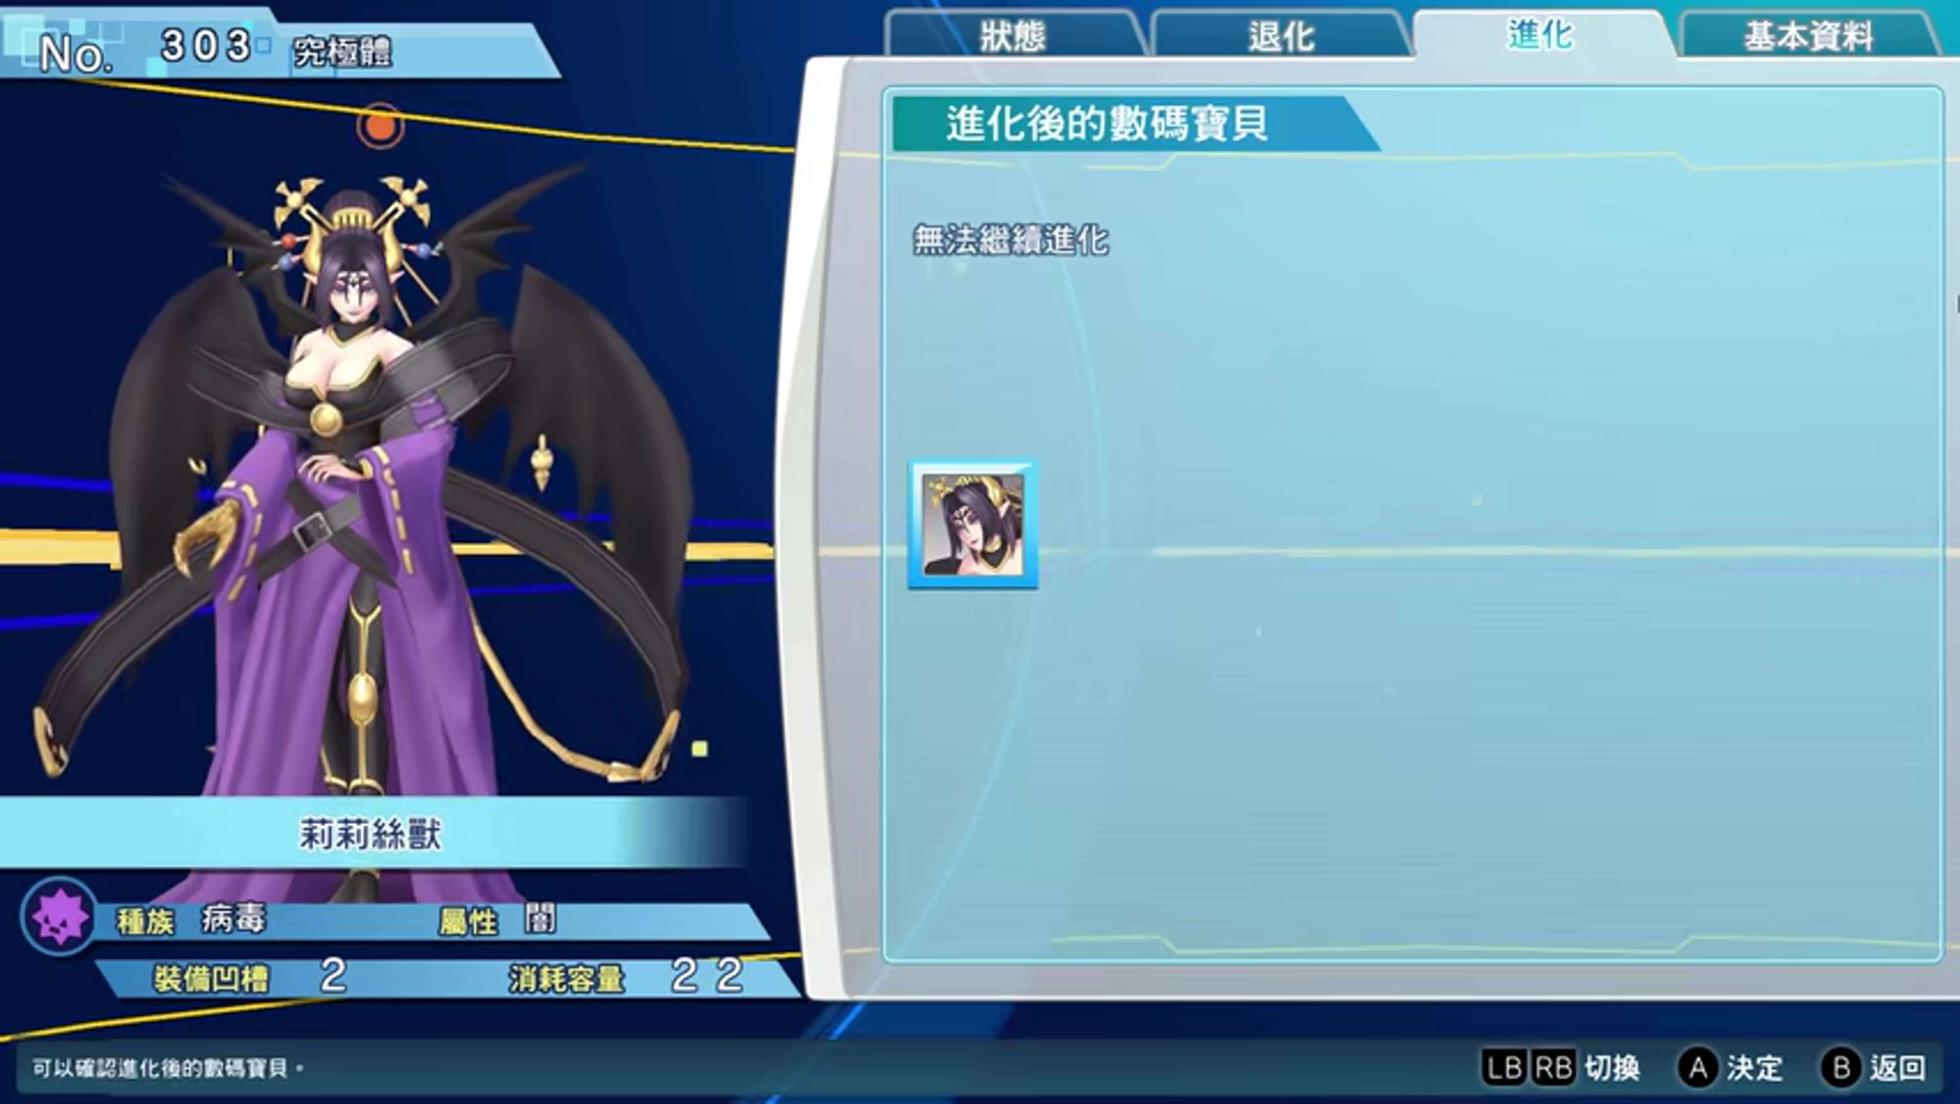 No. 303 究極體
狀態 退化 進化 基本資料
進化後的數碼寶貝
無法繼續進化
莉莉絲獸
種族 病毒 屬性 闇
裝備凹槽 2 消耗容量 22
可以確認進化後的數碼寶貝。
LB RB 切換 A 決定 B 返回